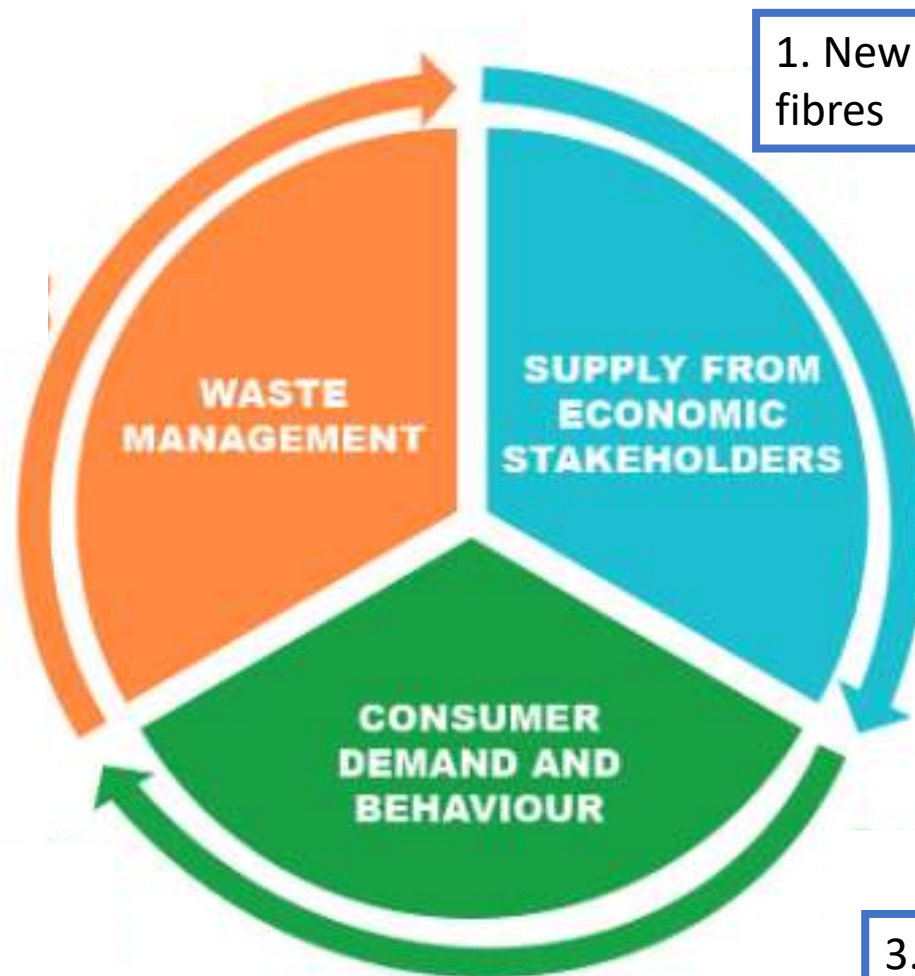 1. New
fibres
WASTE
MANAGEMENT
SUPPLY FROM
ECONOMIC
STAKEHOLDERS
CONSUMER
DEMAND AND
BEHAVIOUR
3.